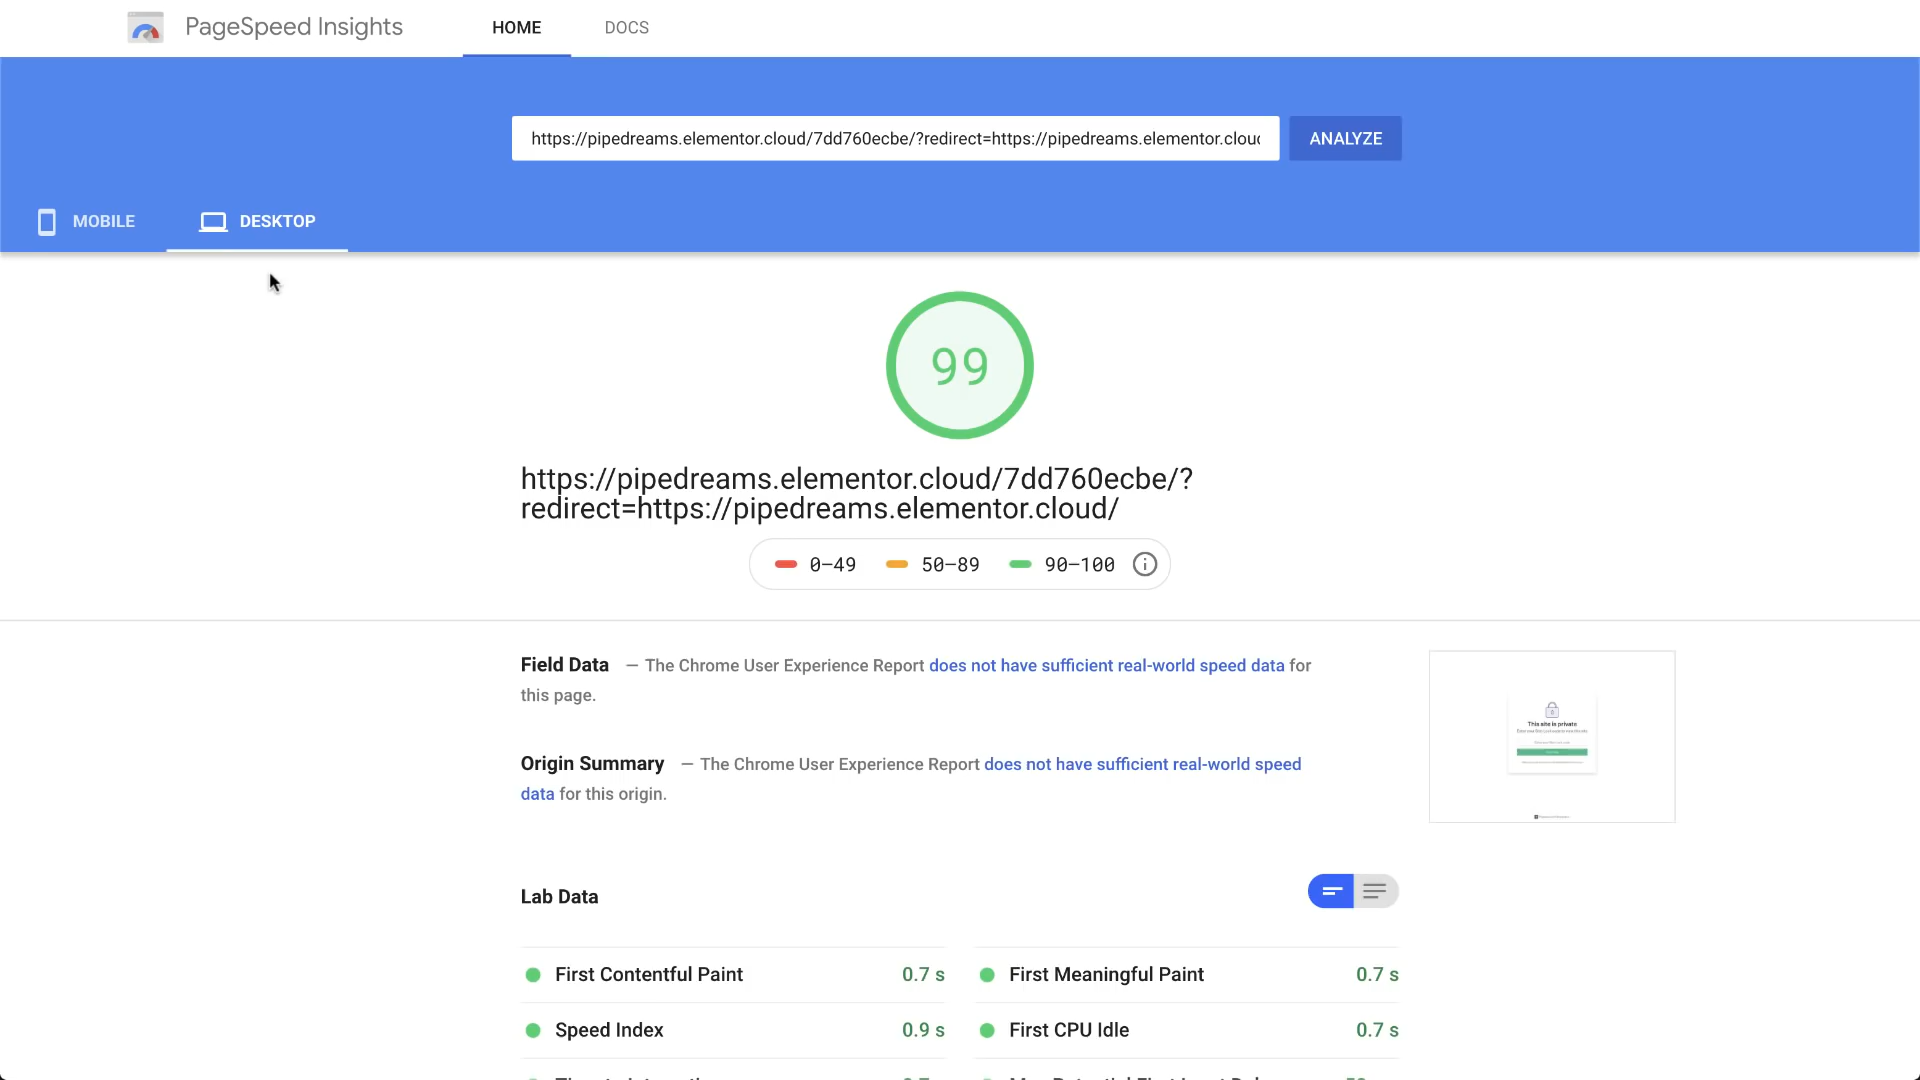 PageSpeed Insights
HOME
DOCS
https://pipedreams.elementor.cloud/7dd760ecbe/?redirect=https://pipedreams.elementor.clou
ANALYZE
MOBILE
DESKTOP
99
https://pipedreams.elementor.cloud/7dd760ecbe/?
redirect=https://pipedreams.elementor.cloud/
0–49
50–89
90–100
Field Data — The Chrome User Experience Report does not have sufficient real-world speed data for
this page.
This site is private
Origin Summary — The Chrome User Experience Report does not have sufficient real-world speed
data for this origin.
Lab Data
First Contentful Paint 0.7 s
First Meaningful Paint 0.7 s
Speed Index 0.9 s
First CPU Idle 0.7 s